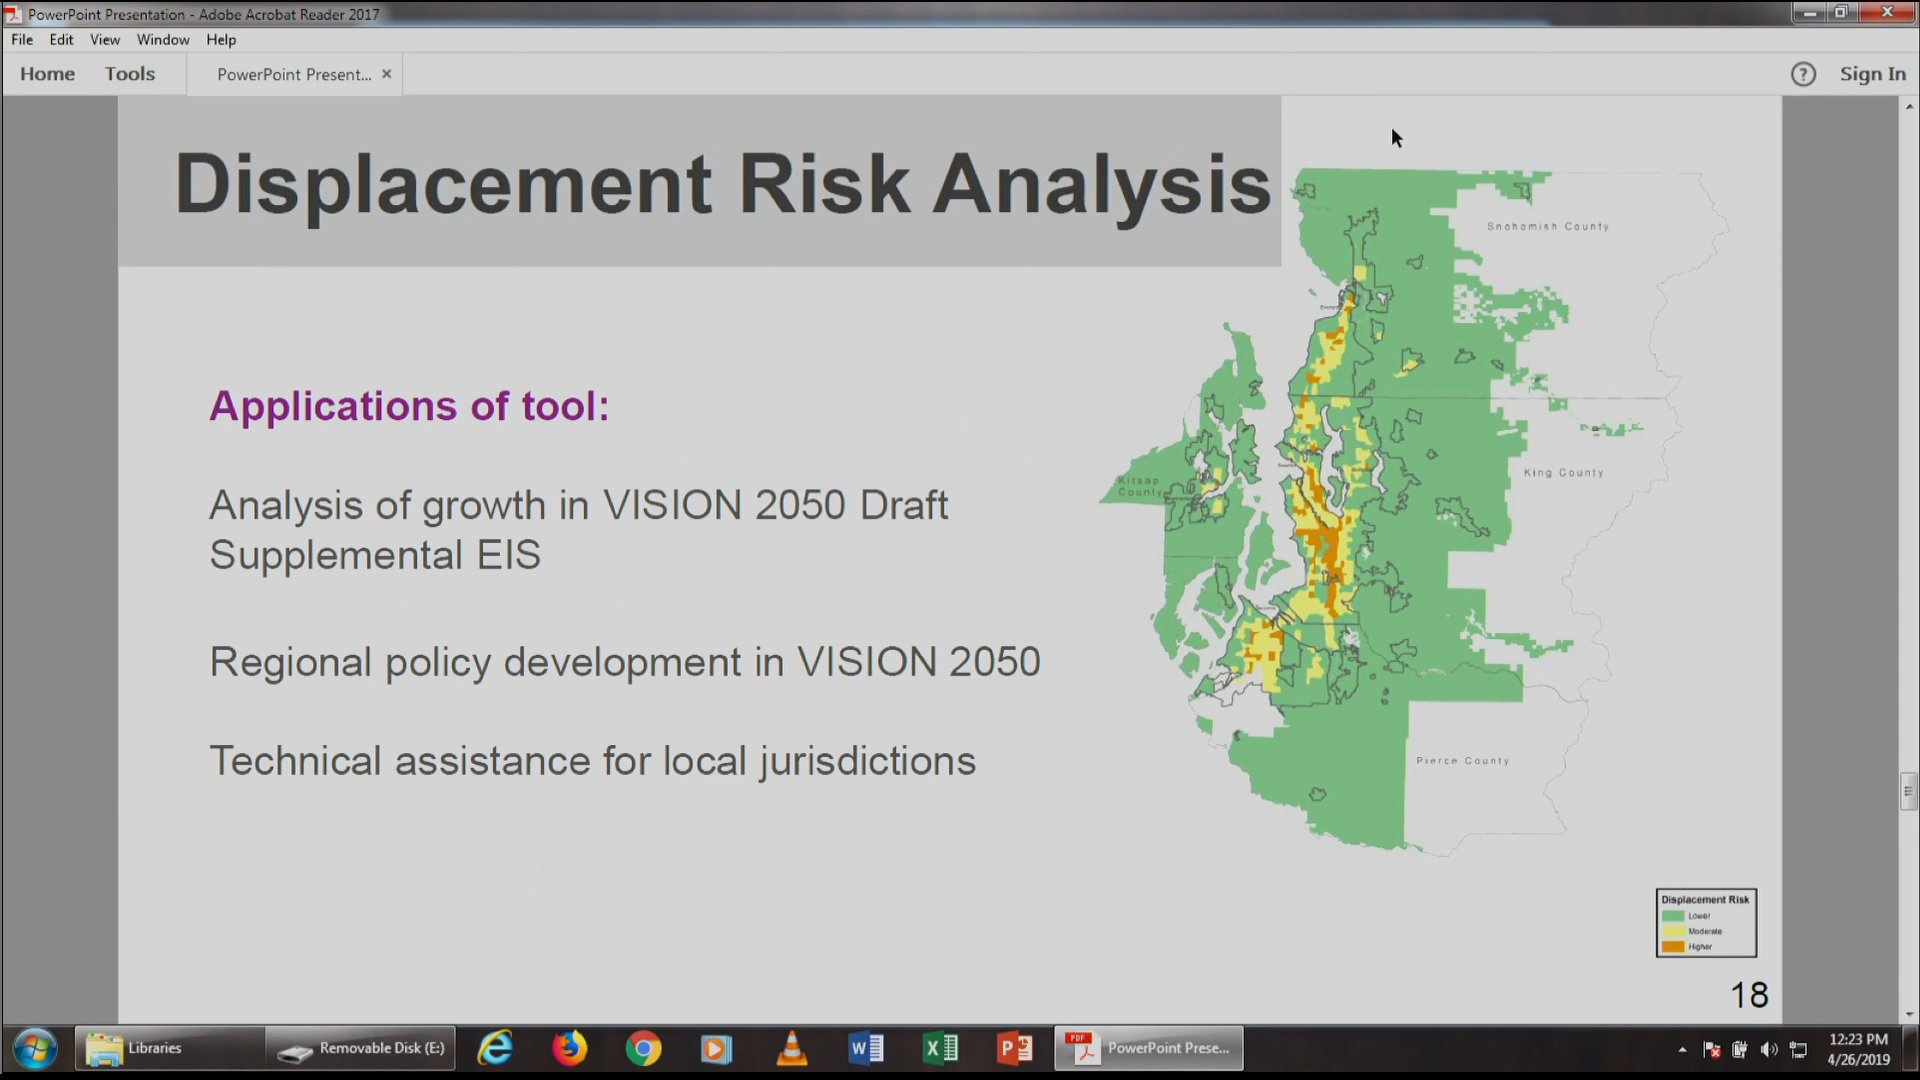 PowerPoint Presentation - Adobe Acrobat Reader 2017
File Edit View Window Help
Home Tools PowerPoint Present... × ? Sign In
Displacement Risk Analysis
Applications of tool:
Analysis of growth in VISION 2050 Draft
Supplemental EIS
Regional policy development in VISION 2050
Technical assistance for local jurisdictions
Snohomish County
King County
Kitsap
County
Pierce County
Displacement Risk
Lower
Moderate
Higher
18
Libraries
Removable Disk (E:)
PowerPoint Prese...
12:23 PM
4/26/2019